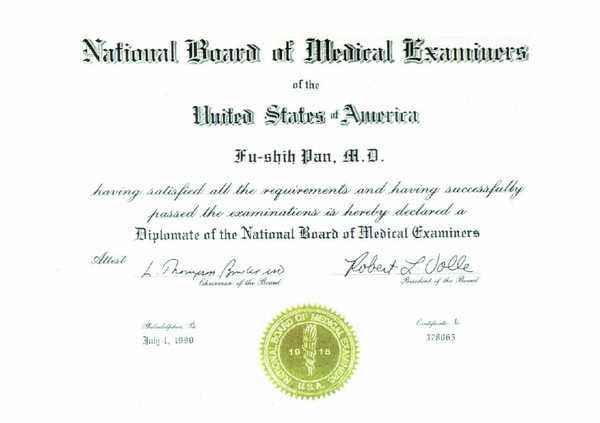 National Board of Medical Examiners
of the
United States of America
Fu-shih Pan, M.D.
having satisfied all the requirements and having successfully
passed the examinations is hereby declared a
Diplomate of the National Board of Medical Examiners
Attest:
L. Thompson
Chairman of the Board
Robert L Volle
President of the Board
Philadelphia, Pa.
July 1, 1990
Certificate №
378063
NATIONAL BOARD OF MEDICAL EXAMINERS
1915
U.S.A.